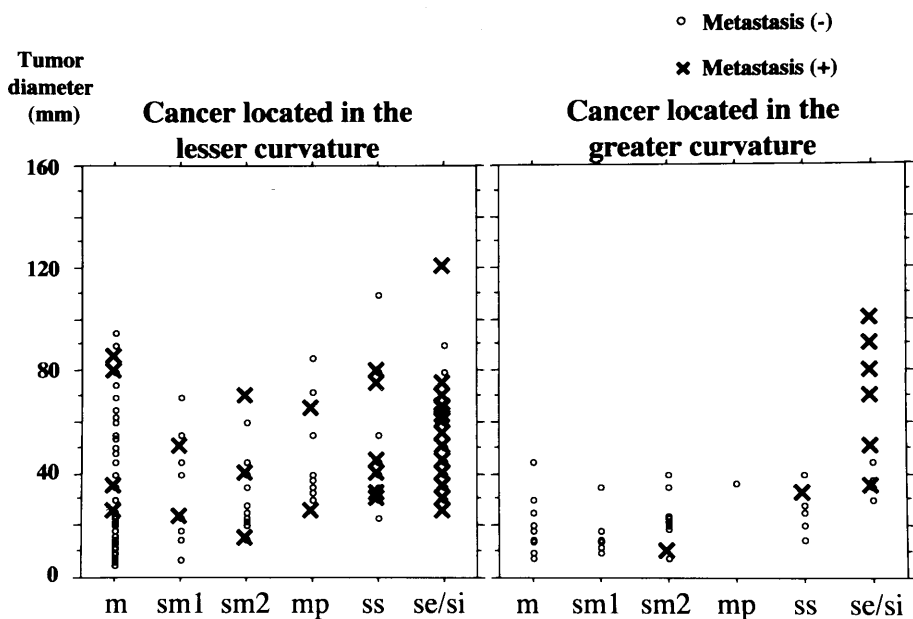 Metastasis (-)
Metastasis (+)
Tumor
diameter
(mm)
Cancer located in the
lesser curvature
Cancer located in the
greater curvature
160
120
80
40
0
m sm1 sm2 mp ss se/si
m sm1 sm2 mp ss se/si